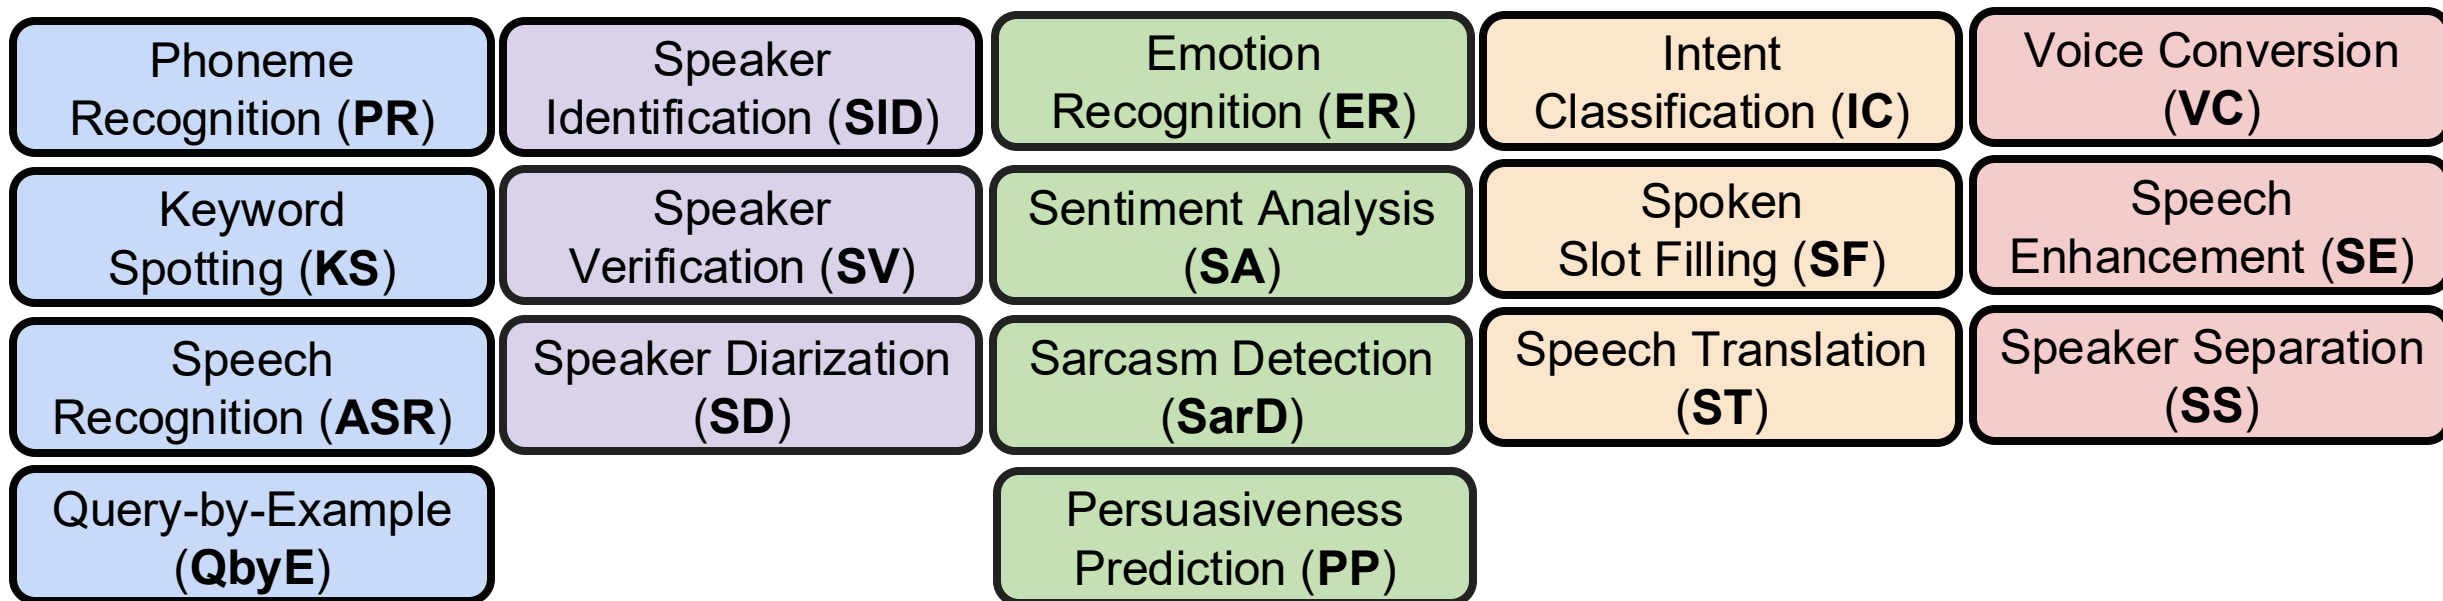 Phoneme
Recognition (PR)
Keyword
Spotting (KS)
Speech
Recognition (ASR)
Query-by-Example
(QbyE)
Speaker
Identification (SID)
Speaker
Verification (SV)
Speaker Diarization
(SD)
Emotion
Recognition (ER)
Sentiment Analysis
(SA)
Sarcasm Detection
(SarD)
Persuasiveness
Prediction (PP)
Intent
Classification (IC)
Spoken
Slot Filling (SF)
Speech Translation
(ST)
Voice Conversion
(VC)
Speech
Enhancement (SE)
Speaker Separation
(SS)